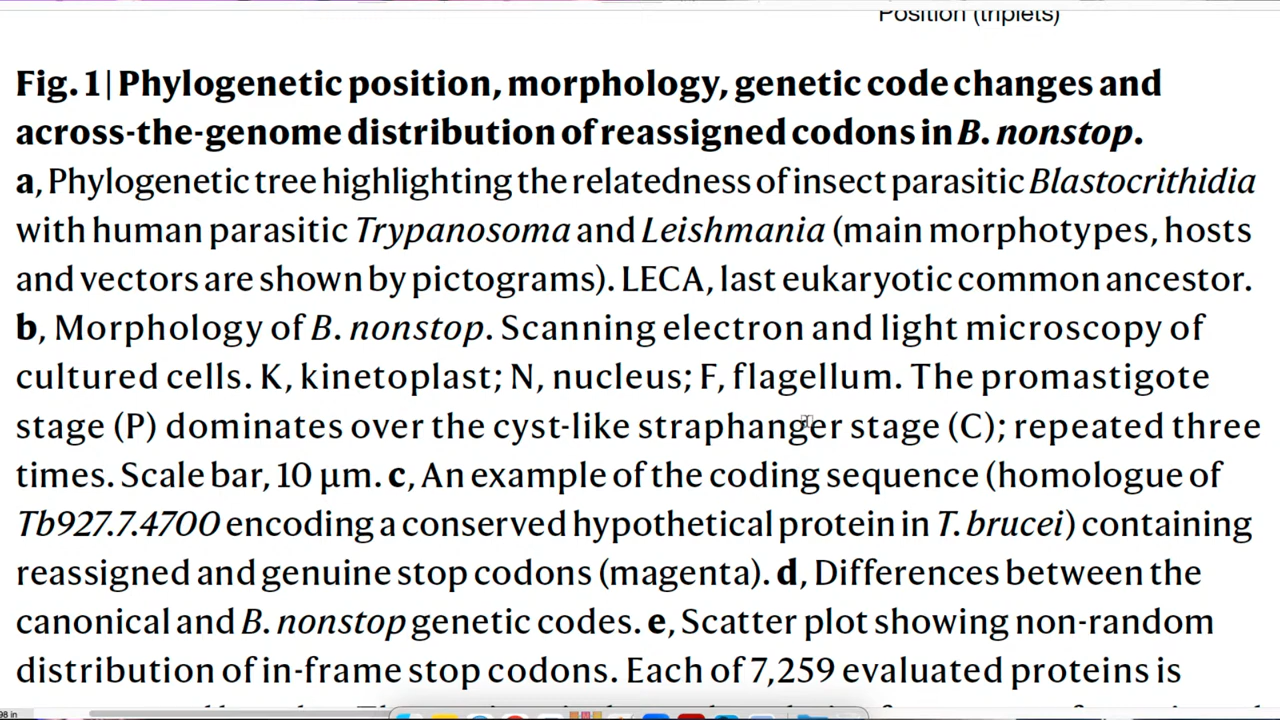 Position (triplets)
Fig. 1 | Phylogenetic position, morphology, genetic code changes and
across-the-genome distribution of reassigned codons in B. nonstop.
a, Phylogenetic tree highlighting the relatedness of insect parasitic Blastocrithidia
with human parasitic Trypanosoma and Leishmania (main morphotypes, hosts
and vectors are shown by pictograms). LECA, last eukaryotic common ancestor.
b, Morphology of B. nonstop. Scanning electron and light microscopy of
cultured cells. K, kinetoplast; N, nucleus; F, flagellum. The promastigote
stage (P) dominates over the cyst-like straphanger stage (C); repeated three
times. Scale bar, 10 μm. c, An example of the coding sequence (homologue of
Tb927.7.4700 encoding a conserved hypothetical protein in T. brucei) containing
reassigned and genuine stop codons (magenta). d, Differences between the
canonical and B. nonstop genetic codes. e, Scatter plot showing non-random
distribution of in-frame stop codons. Each of 7,259 evaluated proteins is